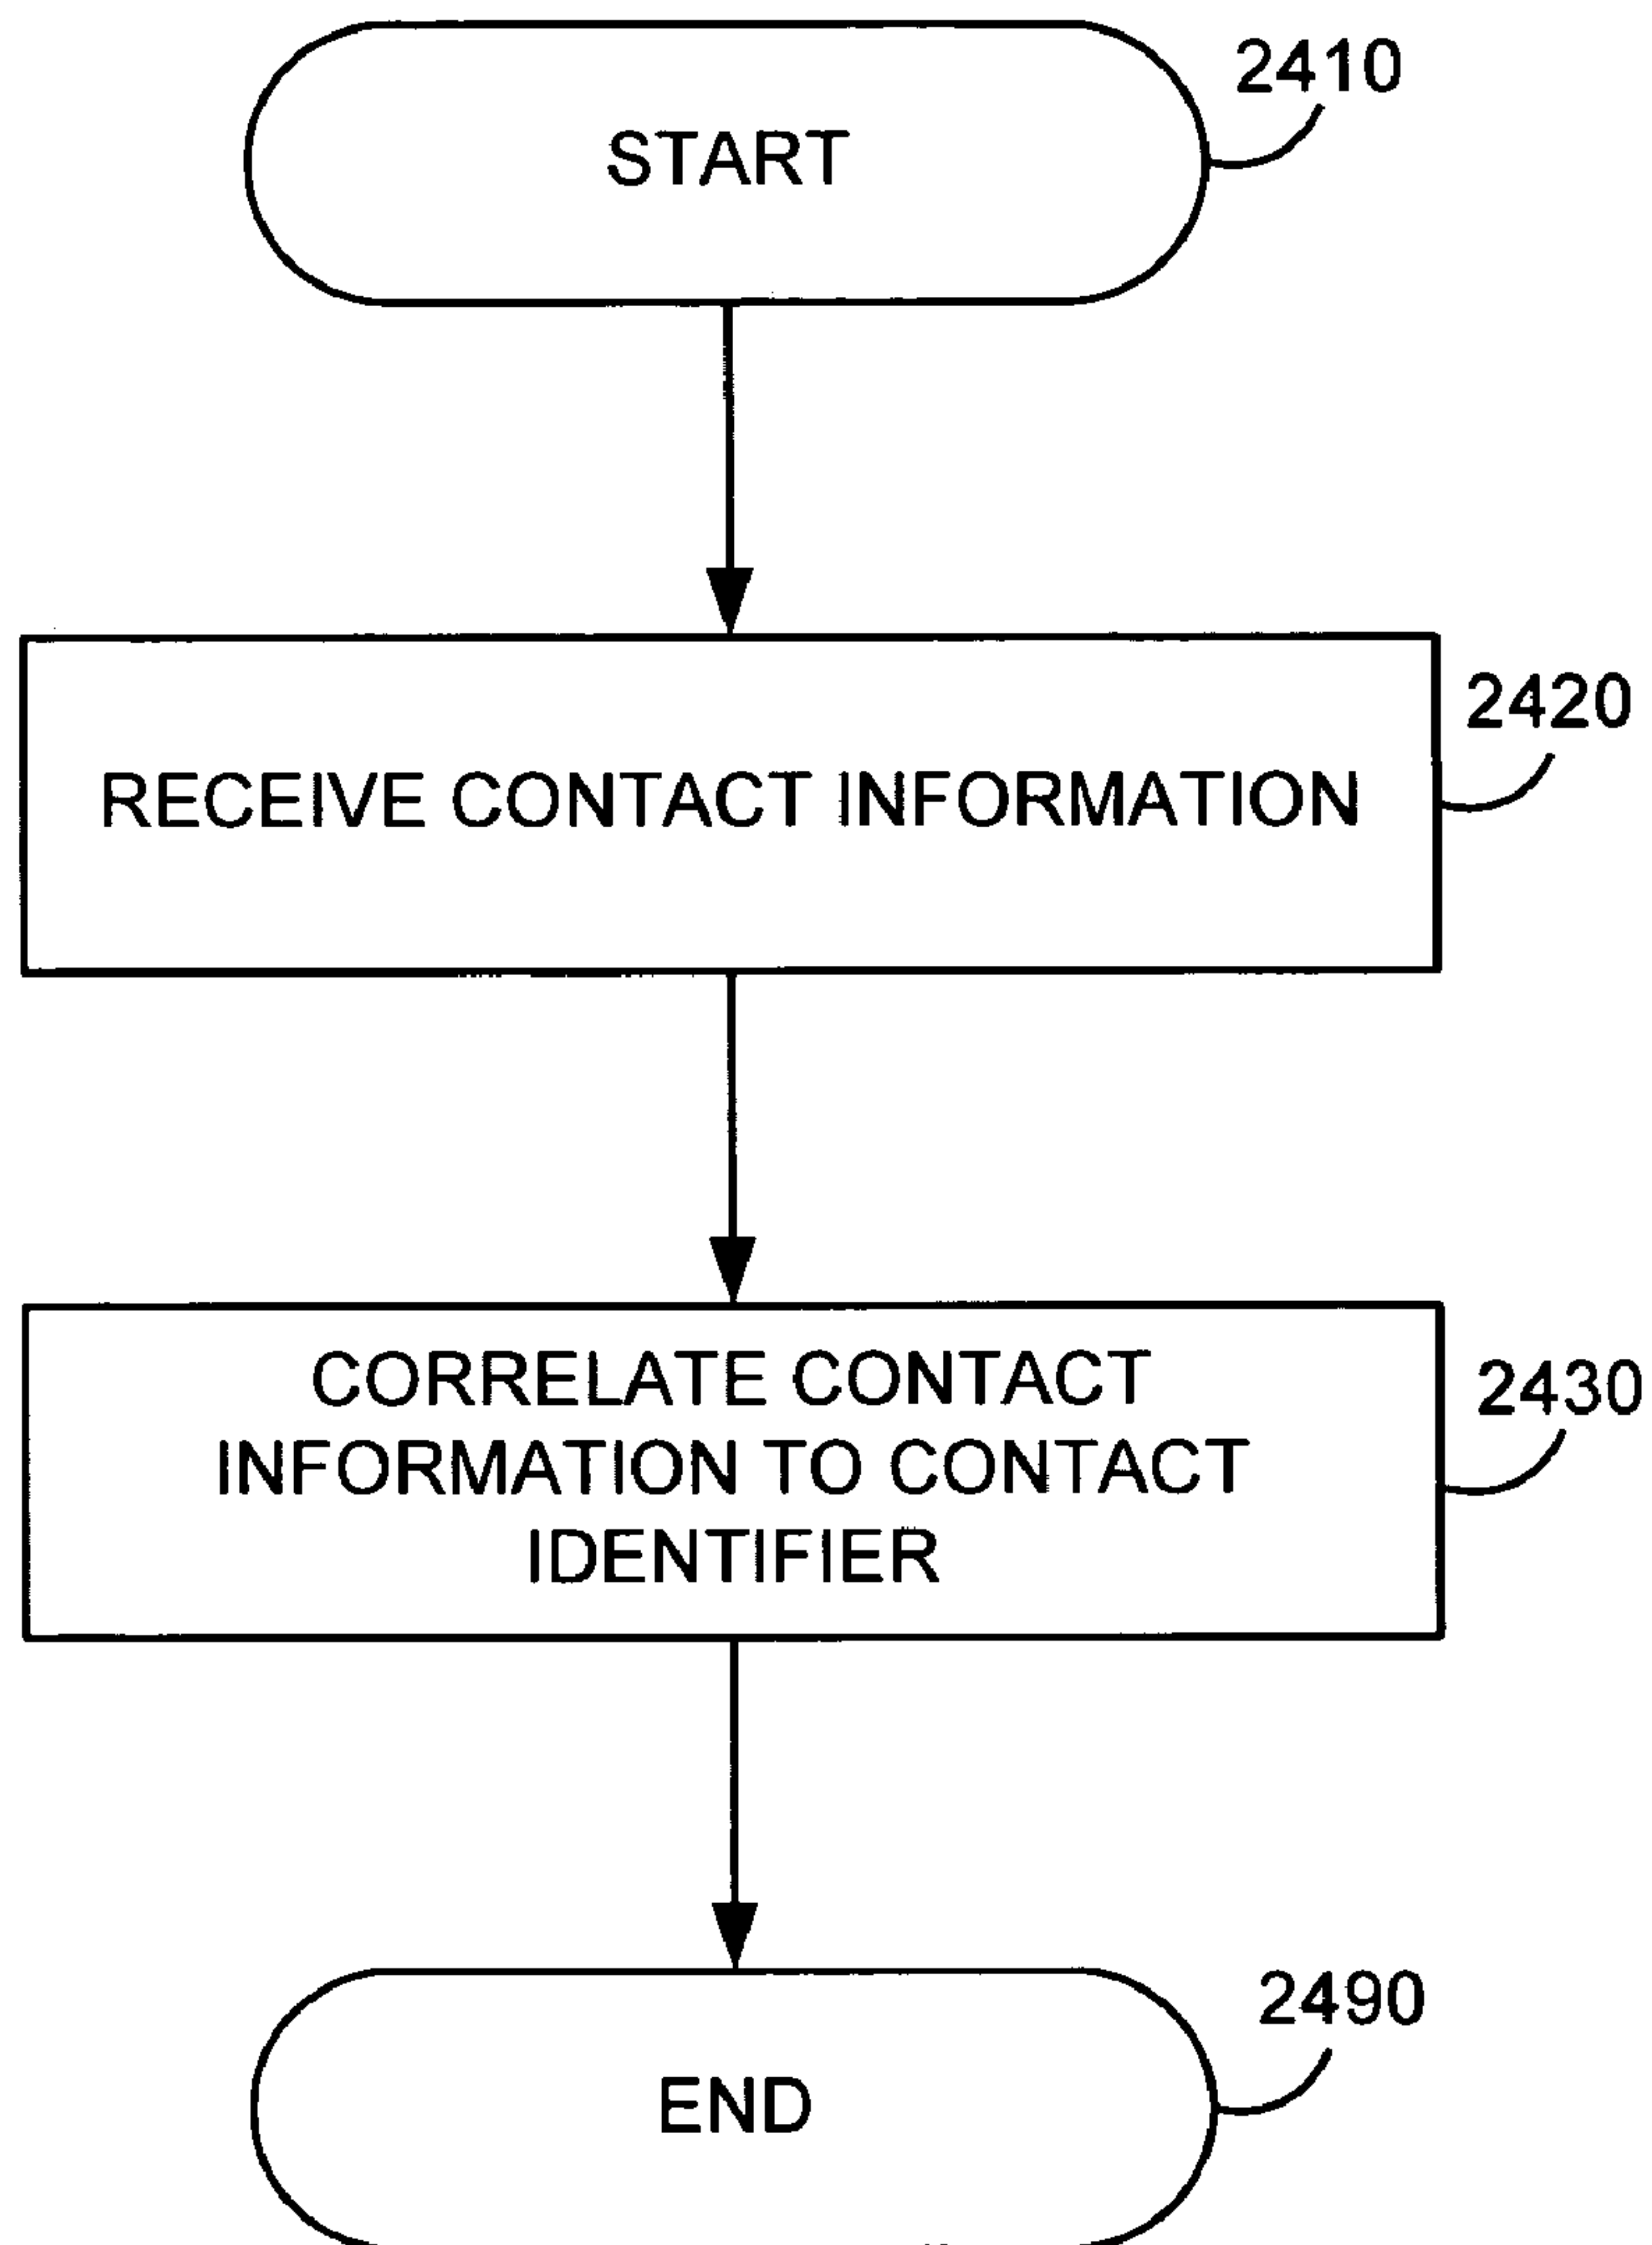 2410
START
2420
RECEIVE CONTACT INFORMATION
2430
CORRELATE CONTACT
INFORMATION TO CONTACT
IDENTIFIER
2490
END